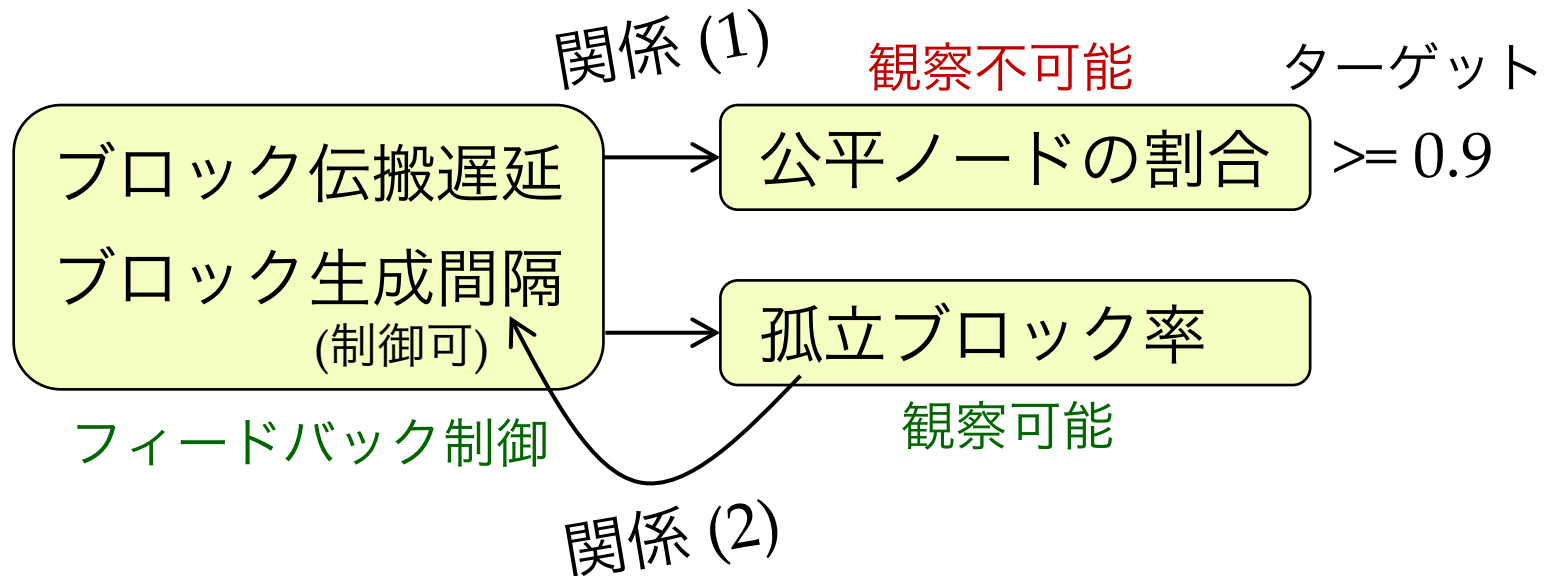 関係 (1)
観察不可能
ターゲット
ブロック伝搬遅延
公平ノードの割合
>= 0.9
ブロック生成間隔
(制御可)
孤立ブロック率
フィードバック制御
観察可能
関係 (2)